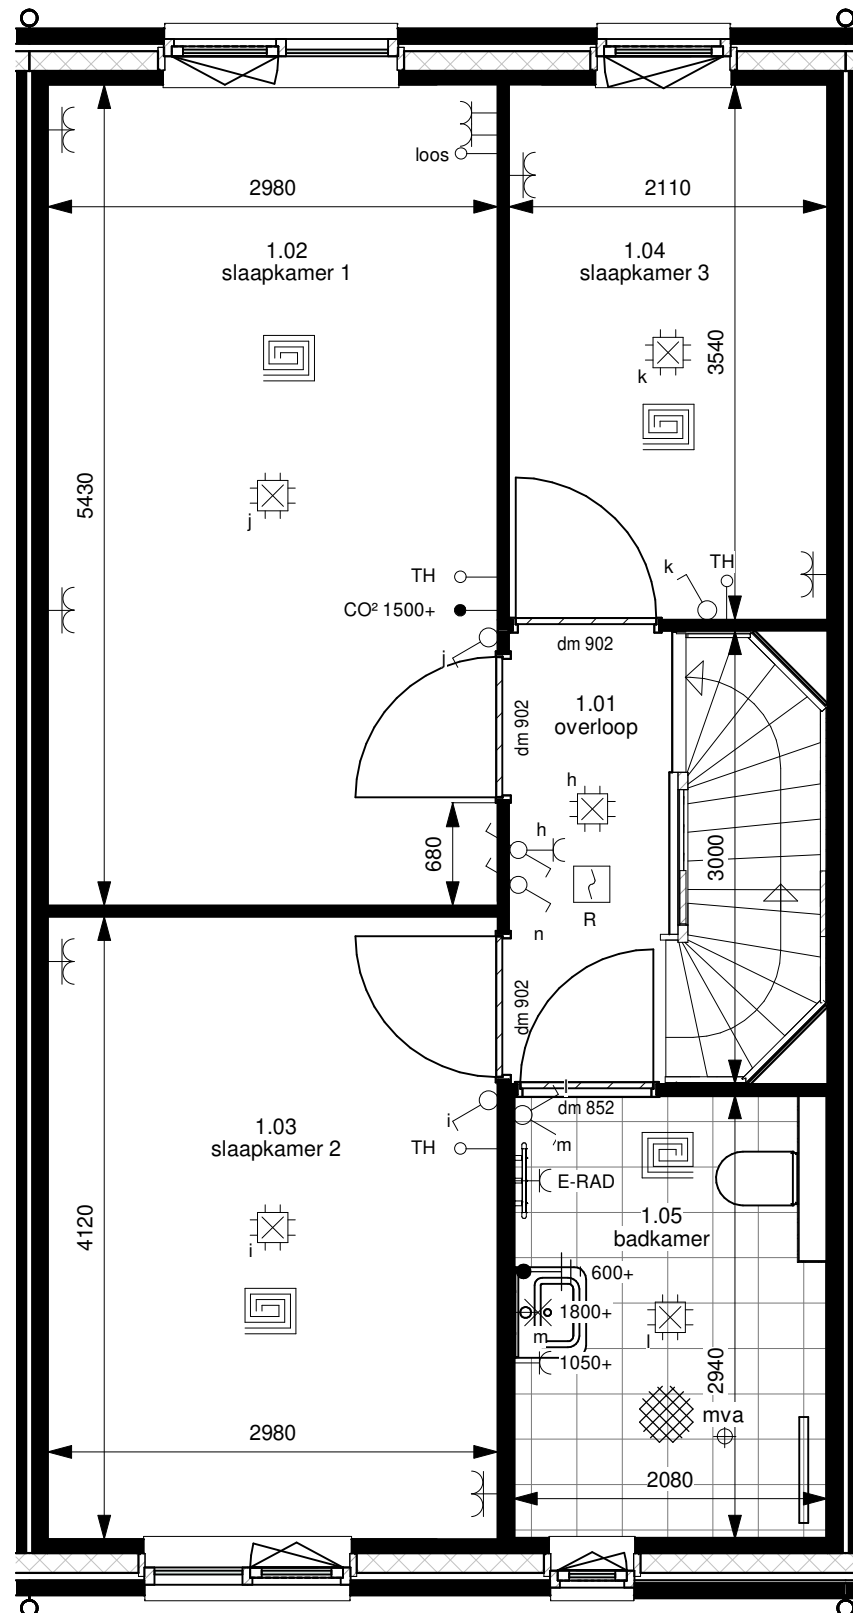 loos
2980
2110
1.02
slaapkamer 1
1.04
slaapkamer 3
3540
k
5430
j
TH
CO² 1500+
j
k
TH
dm 902
dm 902
1.01
overloop
h
h
680
3000
R
n
dm 902
dm 852
m
1.03
slaapkamer 2
i
TH
E-RAD
4120
i
1.05
badkamer
600+
1800+
m
1050+
l
2940
mva
2980
2080